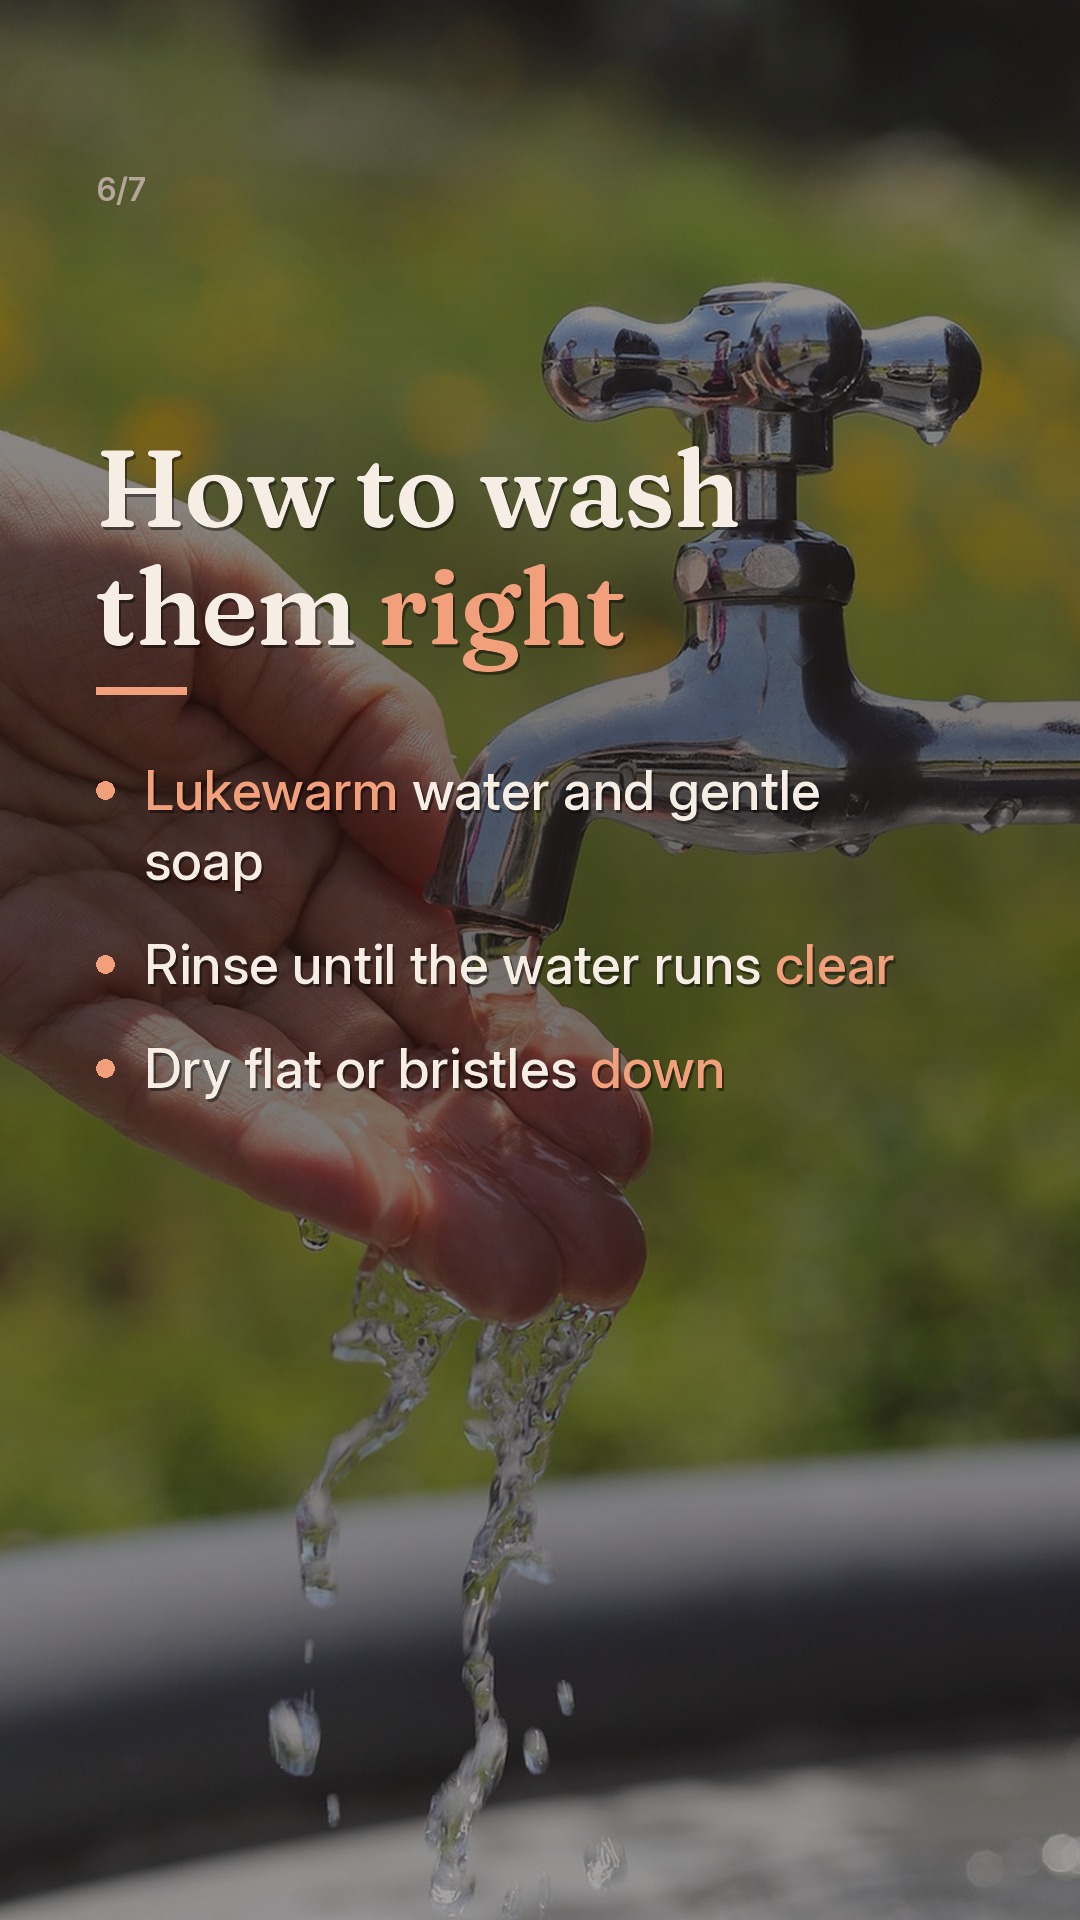 6/7
How to wash
them right
• Lukewarm water and gentle
soap
• Rinse until the water runs clear
• Dry flat or bristles down